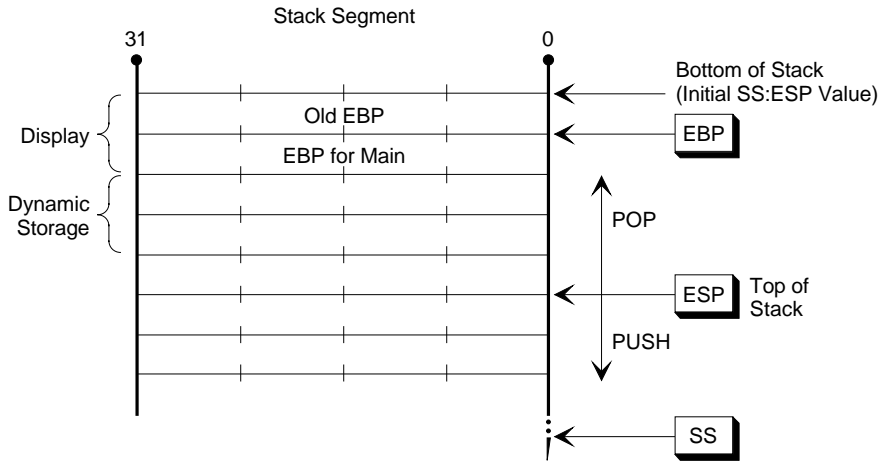 Stack Segment
31
0
Bottom of Stack
(Initial SS:ESP Value)
Old EBP
Display
EBP
EBP for Main
Dynamic
Storage
POP
ESP
Top of
Stack
PUSH
SS